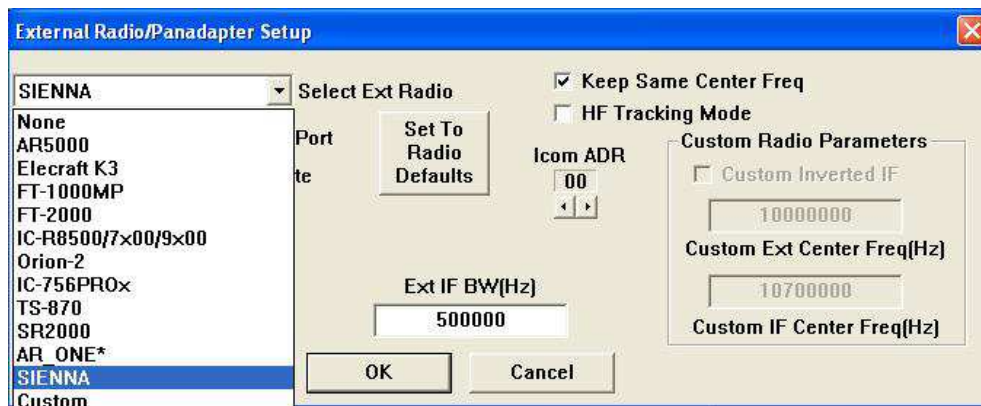 External Radio/Panadapter Setup
SIENNA
Select Ext Radio
Keep Same Center Freq
HF Tracking Mode
None
AR5000
Elecraft K3
FT-1000MP
FT-2000
IC-R8500/7x00/9x00
Orion-2
IC-756PROx
TS-870
SR2000
AR_ONE*
SIENNA
Custom
Port
te
Set To
Radio
Defaults
Icom ADR
00
Custom Radio Parameters
Custom Inverted IF
10000000
Custom Ext Center Freq(Hz)
10700000
Custom IF Center Freq(Hz)
Ext IF BW(Hz)
500000
OK
Cancel